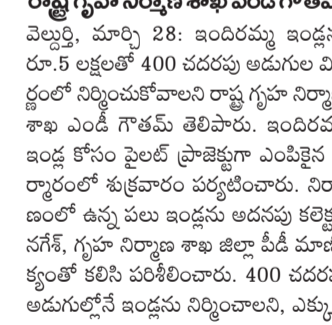 రాష్ట్ర గృహ నిర్మాణ శాఖ ఎండీ గౌతమ్
వెల్దుర్తి, మార్చి 28: ఇందిరమ్మ ఇండ్లను
రూ.5 లక్షలతో 400 చదరపు అడుగుల వి
ర్ణంలో నిర్మించుకోవాలని రాష్ట్ర గృహ నిర్మా
శాఖ ఎండీ గౌతమ్ తెలిపారు. ఇందిరమ
ఇండ్ల కోసం పైలట్ ప్రాజెక్టుగా ఎంపికైన
ర్మారంలో శుక్రవారం పర్యటించారు. నిర
ణంలో ఉన్న పలు ఇండ్లను అదనపు కలెక్ట
నగేశ్, గృహ నిర్మాణ శాఖ జిల్లా పీడీ మాణి
క్యంతో కలిసి పరిశీలించారు. 400 చదర
అడుగుల్లోనే ఇండ్లను నిర్మించాలని, ఎక్కు